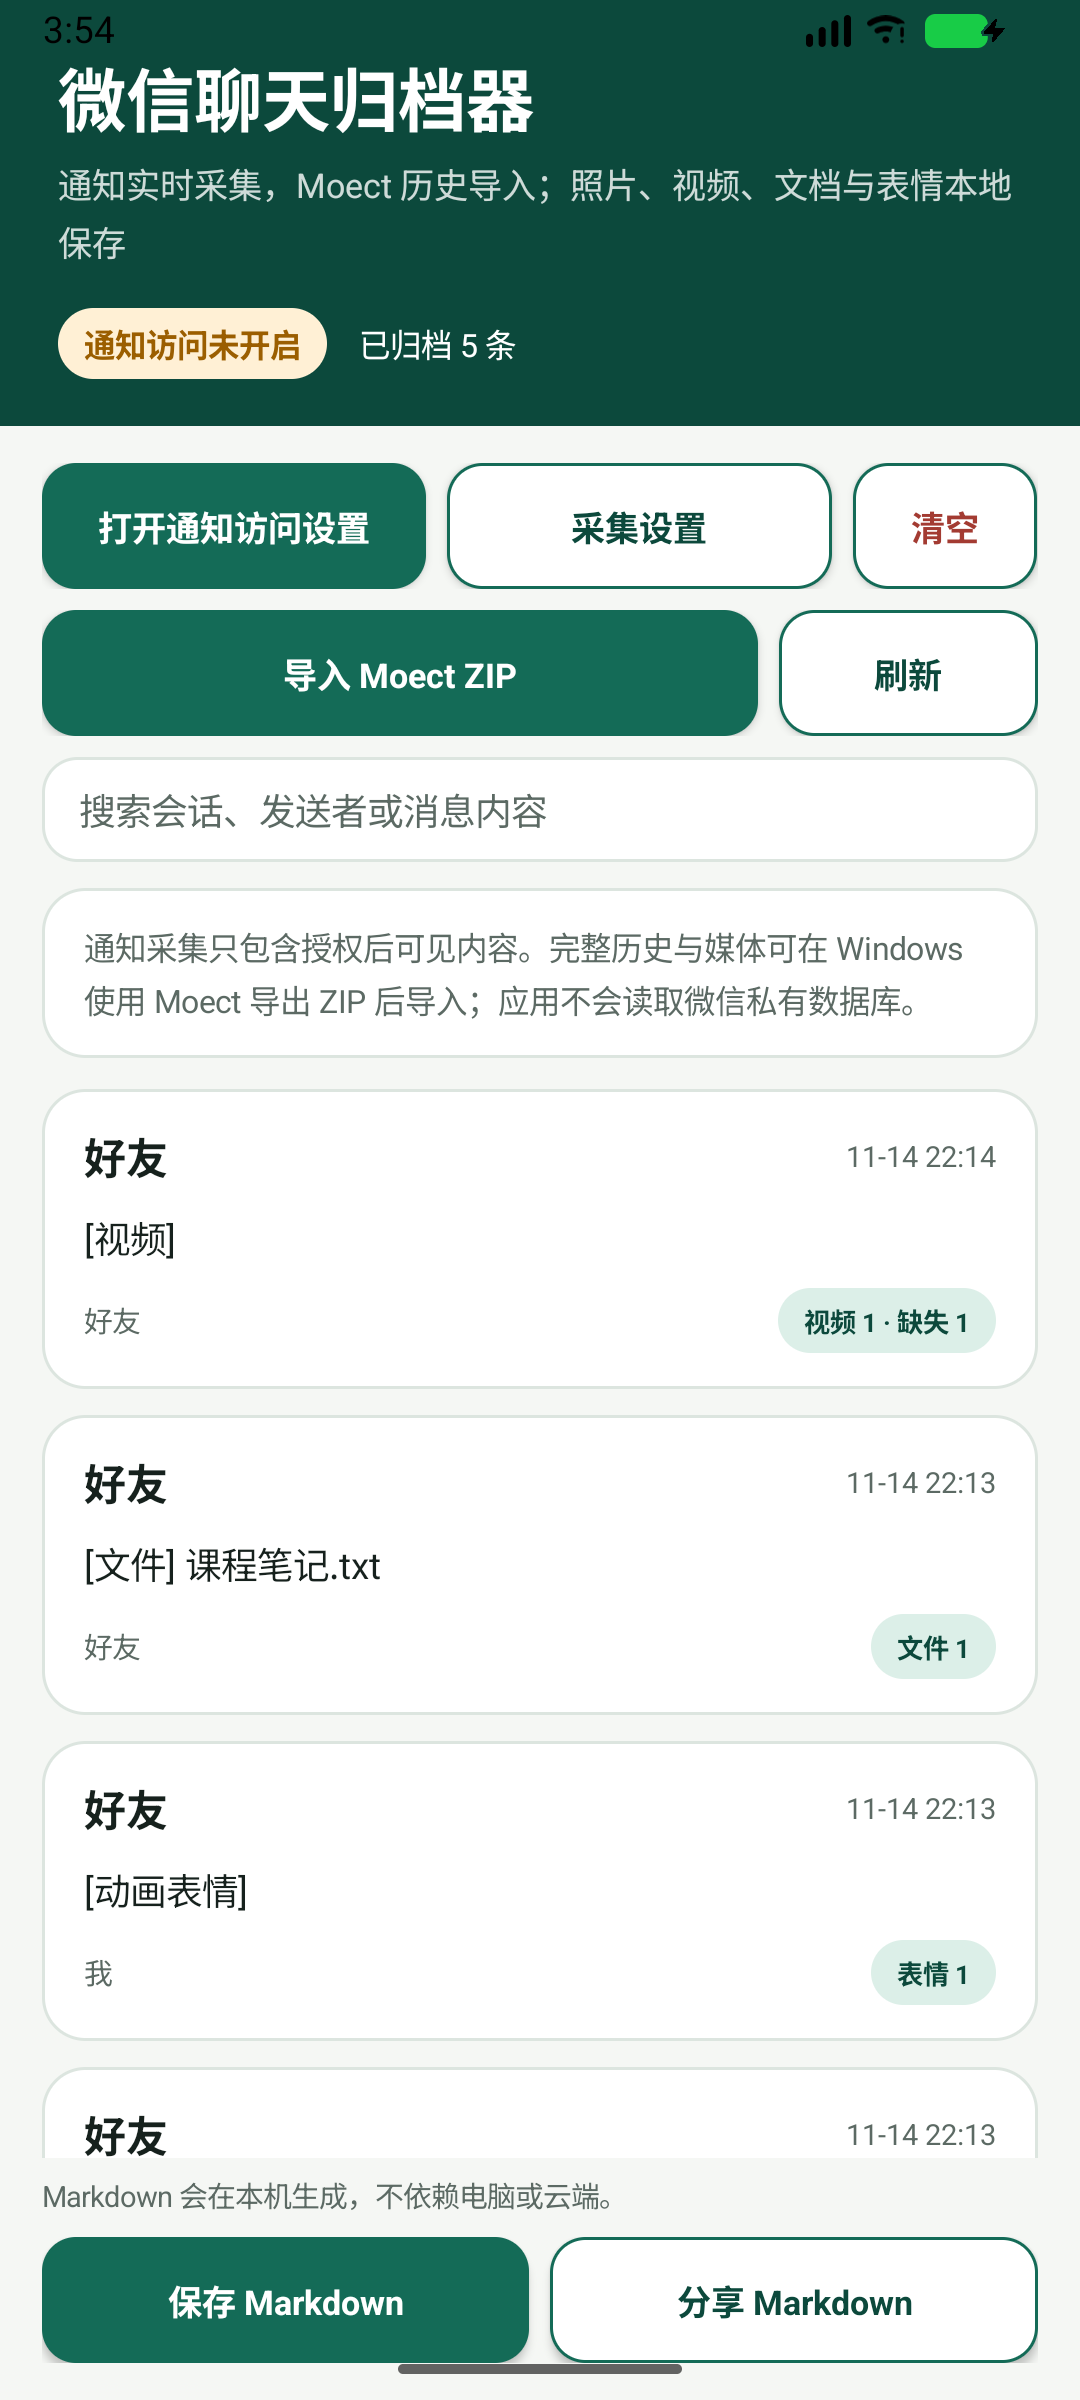 3:54
微信聊天归档器
通知实时采集，Moect 历史导入；照片、视频、文档与表情本地
保存
通知访问未开启 已归档 5 条
打开通知访问设置 采集设置 清空
导入 Moect ZIP 刷新
搜索会话、发送者或消息内容
通知采集只包含授权后可见内容。完整历史与媒体可在 Windows
使用 Moect 导出 ZIP 后导入；应用不会读取微信私有数据库。
好友 11-14 22:14
[视频]
好友 视频 1 · 缺失 1
好友 11-14 22:13
[文件] 课程笔记.txt
好友 文件 1
好友 11-14 22:13
[动画表情]
我 表情 1
好友 11-14 22:13
Markdown 会在本机生成，不依赖电脑或云端。
保存 Markdown 分享 Markdown